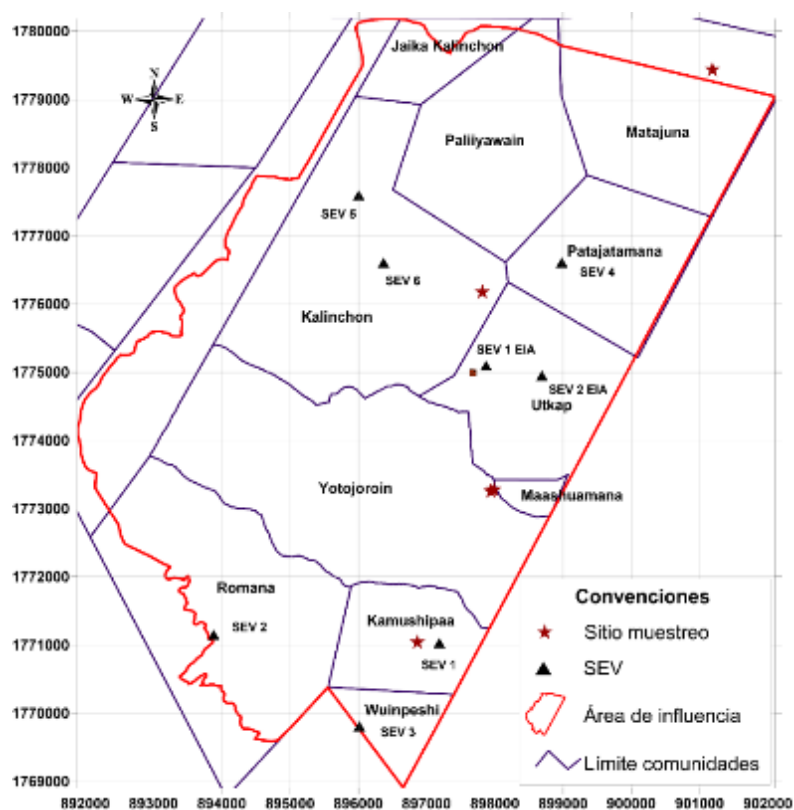 1780000
1779000
1778000
1777000
1776000
1775000
1774000
1773000
1772000
1771000
1770000
1769000
N
W E
S
Jaika Kalinchon
Matajuna
Paliiyawain
SEV 5
Patajatamana
SEV 4
SEV 6
Kalinchon
SEV 1 EIA
SEV 2 EIA
Utkap
Yotojoroin
Maashuamana
Romana
SEV 2
Kamushipaa
SEV 1
Wuinpeshi
SEV 3
Convenciones
Sitio muestreo
SEV
Área de influencia
Limite comunidades
892000 893000 894000 895000 896000 897000 898000 899000 900000 901000 902000